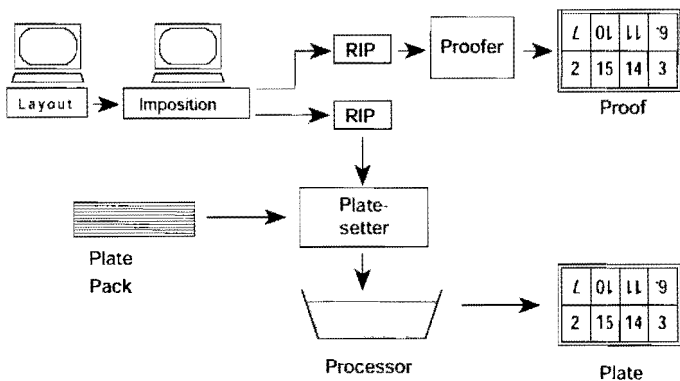 RIP
Proofer
7 10 11 6.
2 15 14 3
Proof
Layout
Imposition
RIP
Plate-
setter
Plate
Pack
7 10 11 6.
2 15 14 3
Processor
Plate